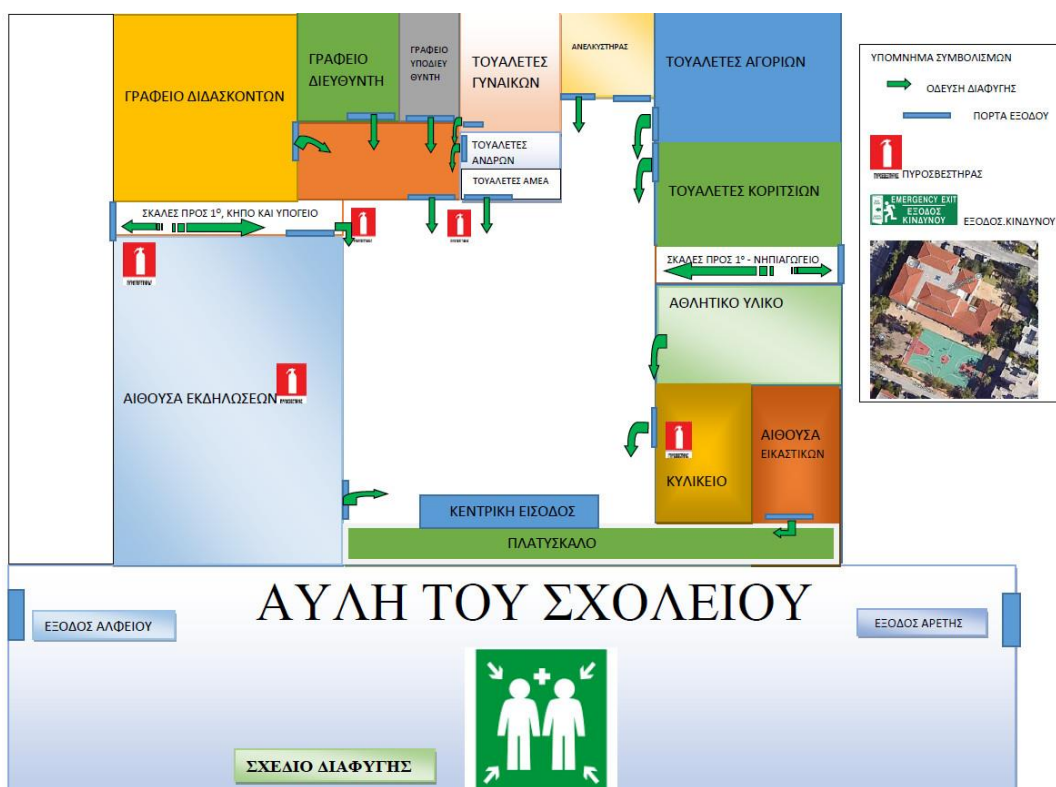 ΓΡΑΦΕΙΟ ΔΙΔΑΣΚΟΝΤΩΝ
ΓΡΑΦΕΙΟ
ΔΙΕΥΘΥΝΤΗ
ΓΡΑΦΕΙΟ
ΥΠΟΔΙΕΥ
ΘΥΝΤΗ
ΤΟΥΑΛΕΤΕΣ
ΓΥΝΑΙΚΩΝ
ΑΝΕΛΚΥΣΤΗΡΑΣ
ΤΟΥΑΛΕΤΕΣ ΑΓΟΡΙΩΝ
ΤΟΥΑΛΕΤΕΣ
ΑΝΔΡΩΝ
ΤΟΥΑΛΕΤΕΣ ΑΜΕΑ
ΤΟΥΑΛΕΤΕΣ ΚΟΡΙΤΣΙΩΝ
ΣΚΑΛΕΣ ΠΡΟΣ 1ο, ΚΗΠΟ ΚΑΙ ΥΠΟΓΕΙΟ
ΣΚΑΛΕΣ ΠΡΟΣ 1ο - ΝΗΠΙΑΓΩΓΕΙΟ
ΑΘΛΗΤΙΚΟ ΥΛΙΚΟ
ΑΙΘΟΥΣΑ ΕΚΔΗΛΩΣΕΩΝ
ΚΥΛΙΚΕΙΟ
ΑΙΘΟΥΣΑ
ΕΙΚΑΣΤΙΚΩΝ
ΚΕΝΤΡΙΚΗ ΕΙΣΟΔΟΣ
ΠΛΑΤΥΣΚΑΛΟ
ΥΠΟΜΝΗΜΑ ΣΥΜΒΟΛΙΣΜΩΝ
ΟΔΕΥΣΗ ΔΙΑΦΥΓΗΣ
ΠΟΡΤΑ ΕΞΟΔΟΥ
ΠΥΡΟΣΒΕΣΤΗΡΑΣ
EMERGENCY EXIT
ΕΞΟΔΟΣ
ΚΙΝΔΥΝΟΥ
ΕΞΟΔΟΣ.ΚΙΝΔΥΝΟΥ
ΑΥΛΗ ΤΟΥ ΣΧΟΛΕΙΟΥ
ΕΞΟΔΟΣ ΑΛΦΕΙΟΥ
ΕΞΟΔΟΣ ΑΡΕΤΗΣ
ΣΧΕΔΙΟ ΔΙΑΦΥΓΗΣ